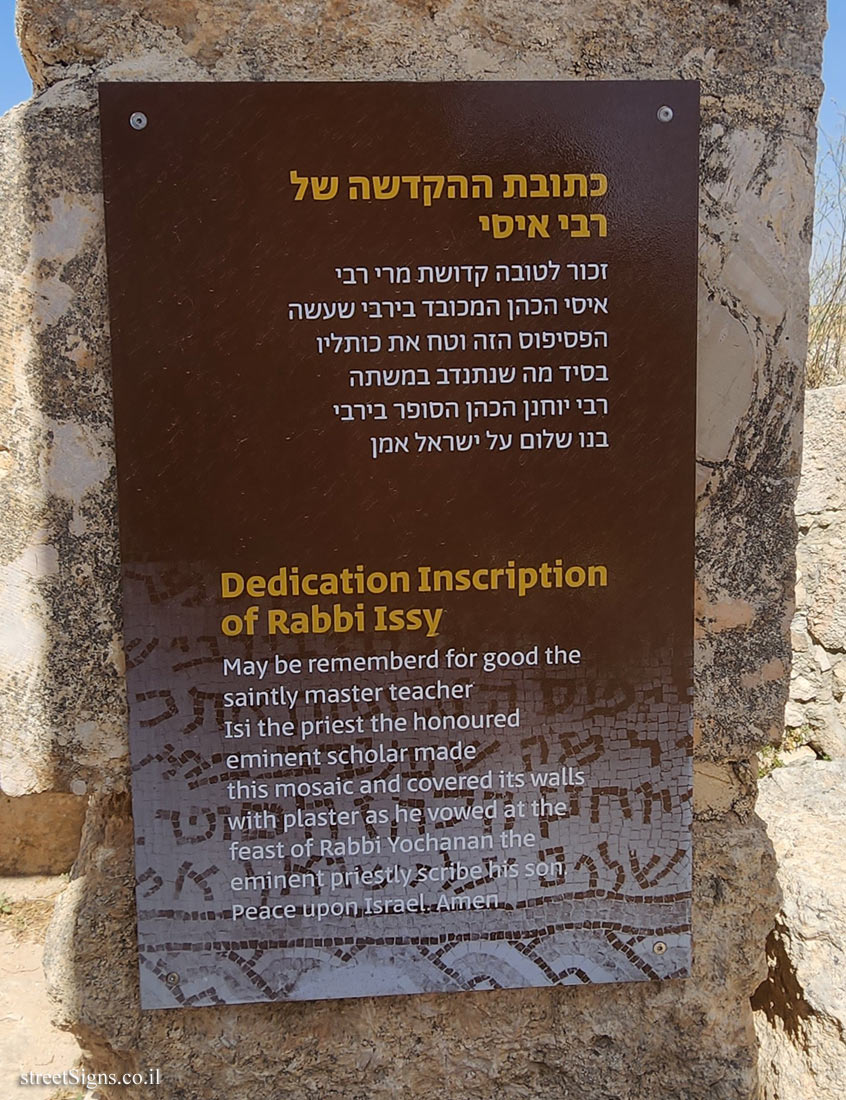 כתובת ההקדשה של
רבי איסי
זכור לטובה קדושת מרי רבי
איסי הכהן המכובד בירבי שעשה
הפסיפוס הזה וטח את כותליו
בסיד מה שנתנדב במשתה
רבי יוחנן הכהן הסופר בירבי
בנו שלום על ישראל אמן
Dedication Inscription
of Rabbi Issy
May be rememberd for good the
saintly master teacher
Isi the priest the honoured
eminent scholar made
this mosaic and covered its walls
with plaster as he vowed at the
feast of Rabbi Yochanan the
eminent priestly scribe his son.
Peace upon Israel. Amen
streetSigns.co.il